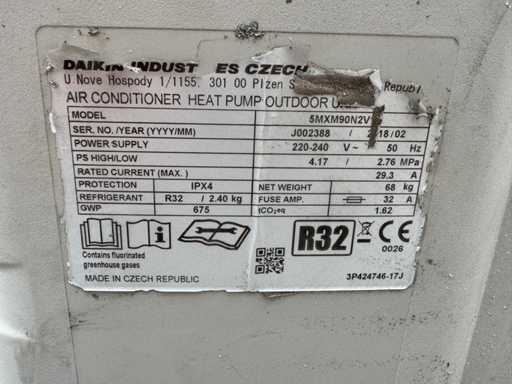 DAIKIN INDUST ES CZECH
U Nove Hospody 1/1155, 301 00 Plzen S Republ
AIR CONDITIONER HEAT PUMP OUTDOOR U
MODEL 5MXM90N2V
SER. NO. /YEAR (YYYY/MM) J002388 / 18/02
POWER SUPPLY 220-240 V ~ 50 Hz
PS HIGH/LOW 4.17 / 2.76 MPa
RATED CURRENT (MAX. ) 29.3 A
PROTECTION IPX4 NET WEIGHT 68 kg
REFRIGERANT R32 / 2.40 kg FUSE AMP. 32 A
GWP 675 tCO₂eq 1.62
i
R32 CE
0026
Contains fluorinated
greenhouse gases
MADE IN CZECH REPUBLIC 3P424746-17J